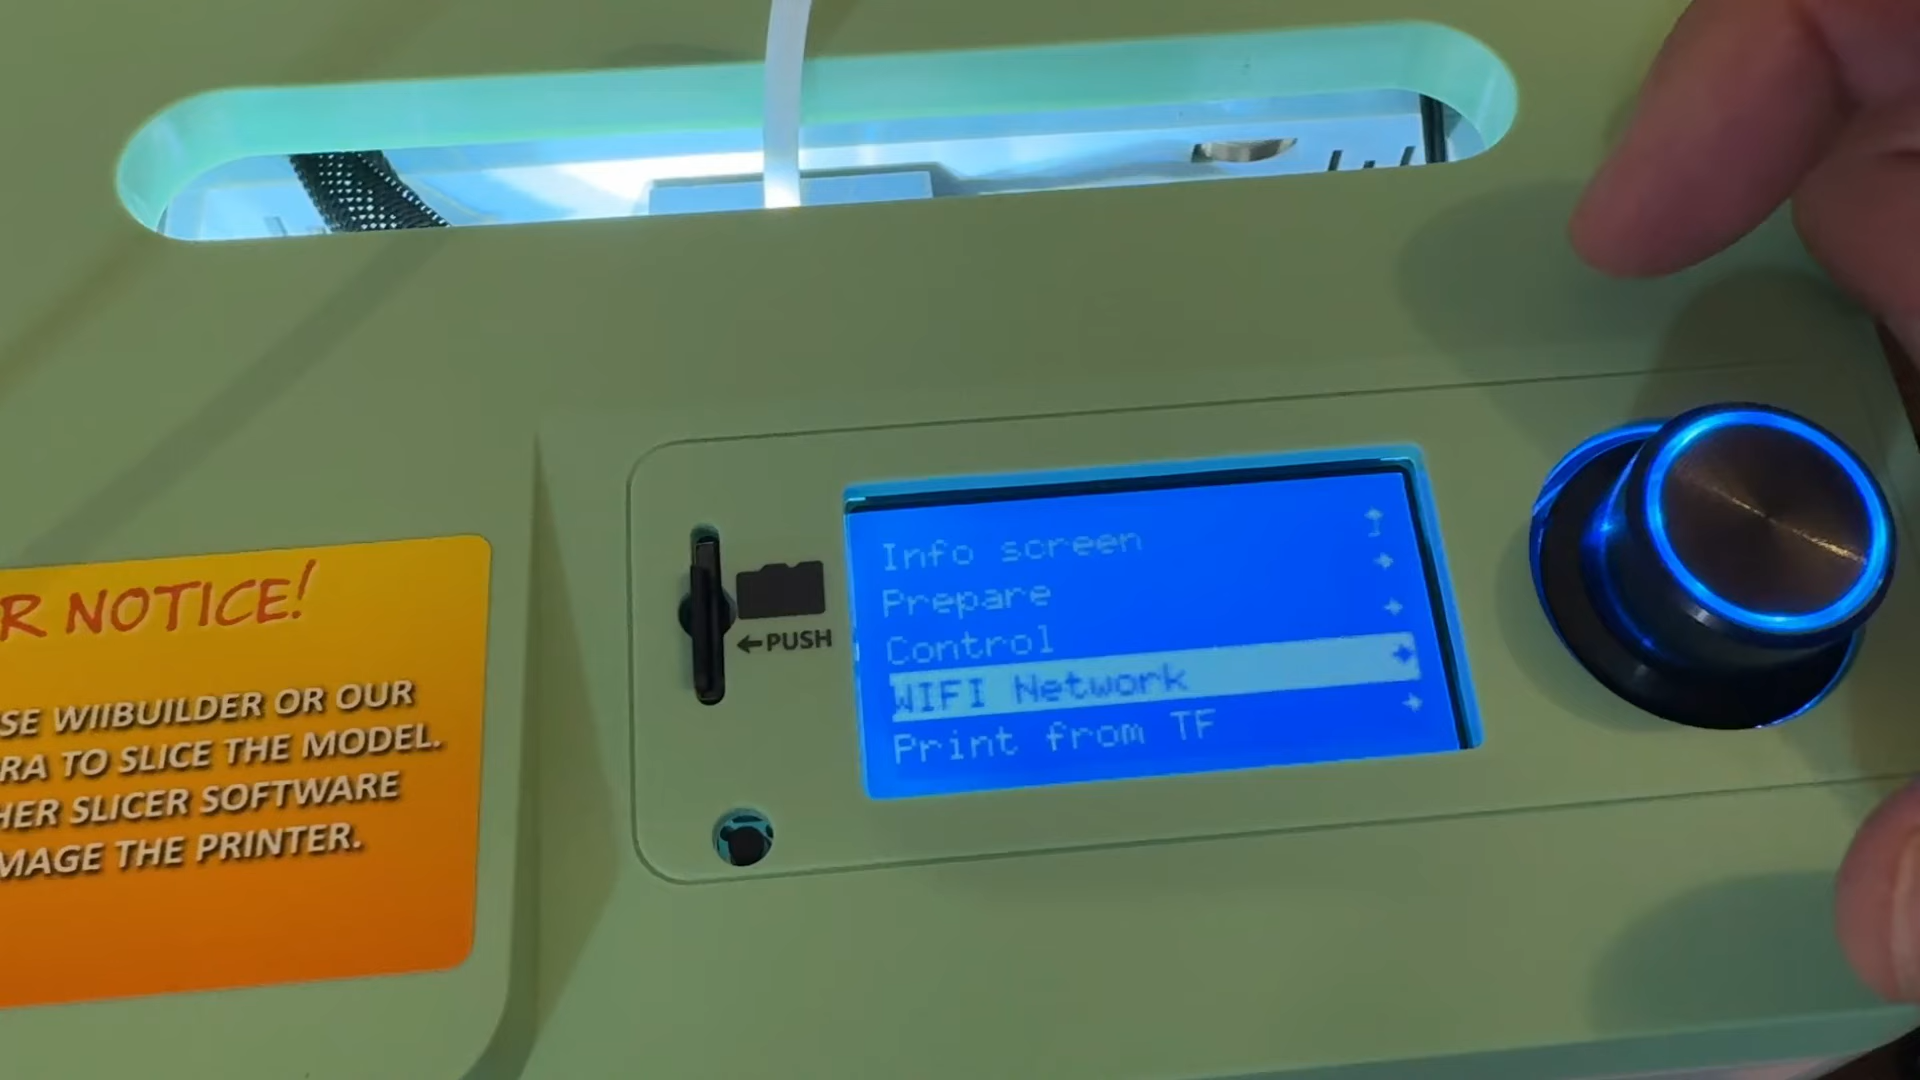 R NOTICE!
SE WIIBUILDER OR OUR
RA TO SLICE THE MODEL.
HER SLICER SOFTWARE
MAGE THE PRINTER.
←PUSH
Info screen
Prepare
Control
WIFI Network
Print from TF